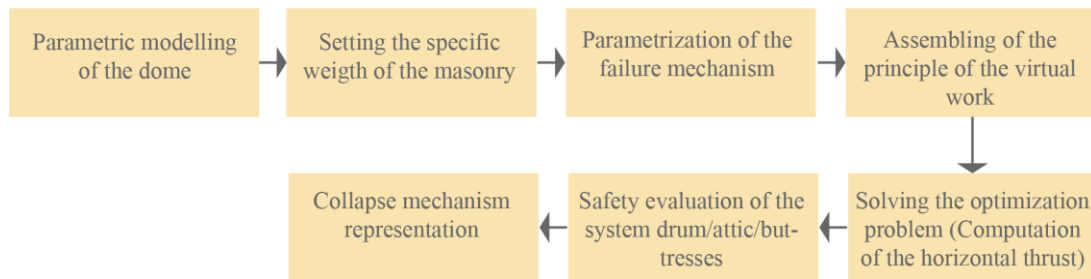 Parametric modelling
of the dome
Setting the specific
weigth of the masonry
Parametrization of the
failure mechanism
Assembling of the
principle of the virtual
work
Solving the optimization
problem (Computation
of the horizontal thrust)
Safety evaluation of the
system drum/attic/but-
tresses
Collapse mechanism
representation